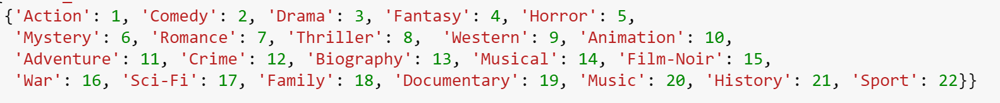 {'Action': 1, 'Comedy': 2, 'Drama': 3, 'Fantasy': 4, 'Horror': 5,
'Mystery': 6, 'Romance': 7, 'Thriller': 8,  'Western': 9, 'Animation': 10,
'Adventure': 11, 'Crime': 12, 'Biography': 13, 'Musical': 14, 'Film-Noir': 15,
'War': 16, 'Sci-Fi': 17, 'Family': 18, 'Documentary': 19, 'Music': 20, 'History': 21, 'Sport': 22}}